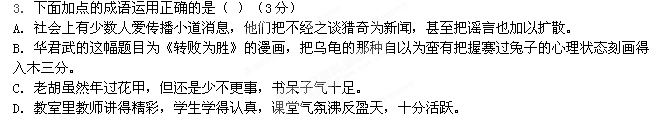 3. 下面加点的成语运用正确的是（ ）（3分）
A. 社会上有少数人爱传播小道消息，他们把不经之谈猎奇为新闻，甚至把谣言也加以扩散。
B. 华君武的这幅题目为《转败为胜》的漫画，把乌龟的那种自以为蛮有把握赛过兔子的心理状态刻画得
入木三分。
C. 老胡虽然年过花甲，但还是少不更事，书呆子气十足。
D. 教室里教师讲得精彩，学生学得认真，课堂气氛沸反盈天，十分活跃。